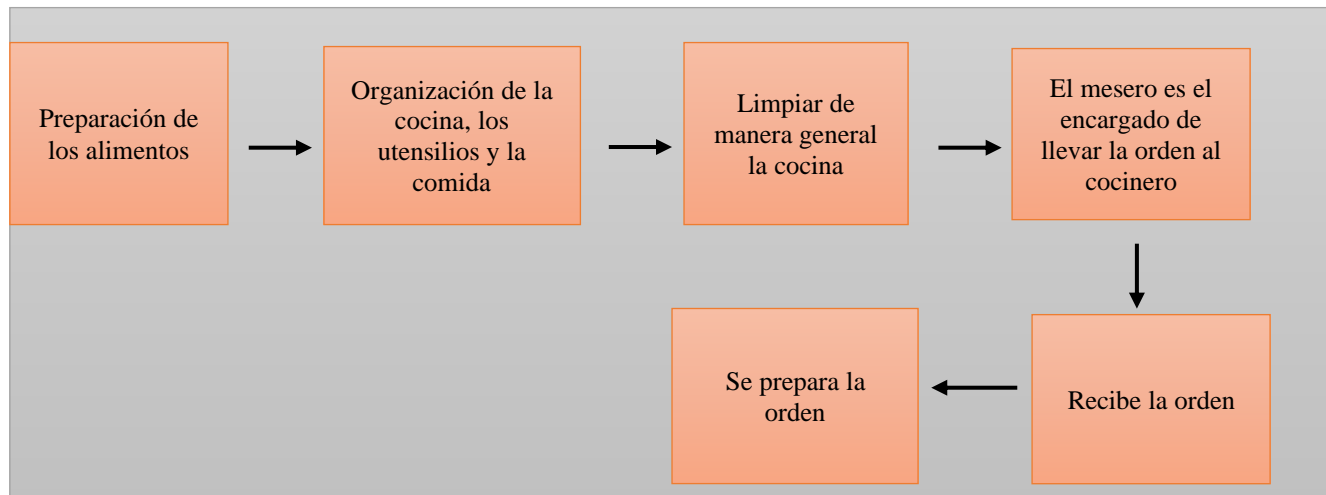 Preparación de
los alimentos
Organización de la
cocina, los
utensilios y la
comida
Limpiar de
manera general
la cocina
El mesero es el
encargado de
llevar la orden al
cocinero
Recibe la orden
Se prepara la
orden